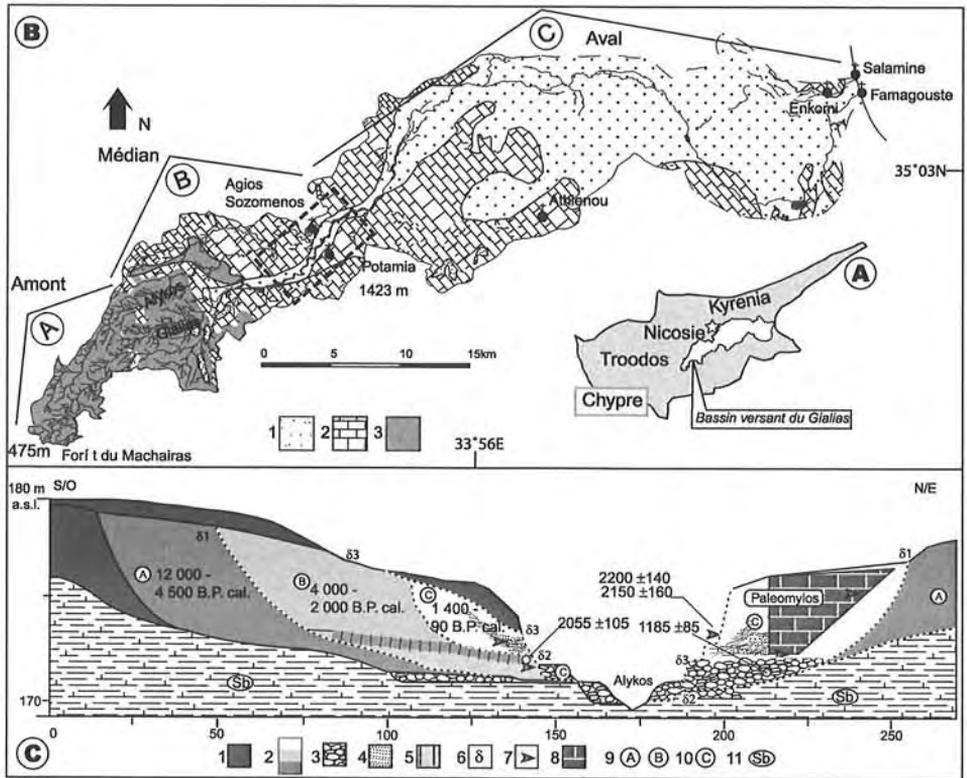 B
C
Aval
Salamine
Famagouste
Enkomi
N
Médian
B
35°03N
Agios
Sozomenos
Athienou
Potamia
1423 m
Amont
A
Alykos
Gialias
0 5 10 15km
A
Kyrenia
Nicosie
Troodos
Chypre
Bassin versant du Gialias
1 2 3
33°56E
475m
Forí t du Machairas
180 m
a.s.l.
S/O
N/E
δ1
δ3
δ1
A 12 000 -
4 500 B.P. cal.
B 4 000 -
2 000 B.P. cal.
C
1 400
90 B.P. cal.
δ3
2055 ±105
δ2
2200 ±140
2150 ±160
1185 ±85
Paleomylos
C
A
δ3
C
C
δ2
Alykos
Sb
Sb
170
50 100 150 200 250
C
1 2 3 4 5 6 δ 7 8 9 A B 10 C 11 Sb